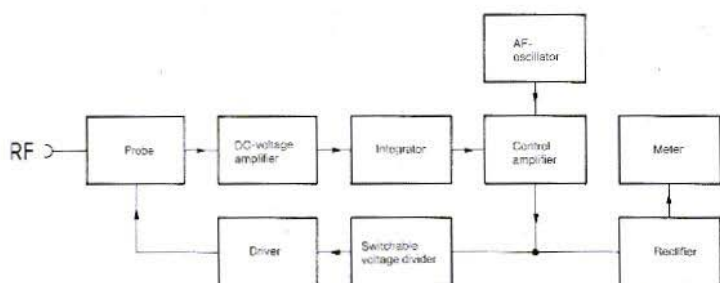 AF-
oscillator
RF
Probe
DC-voltage
amplifier
Integrator
Control
amplifier
Meter
Driver
Switchable
voltage divider
Rectifier